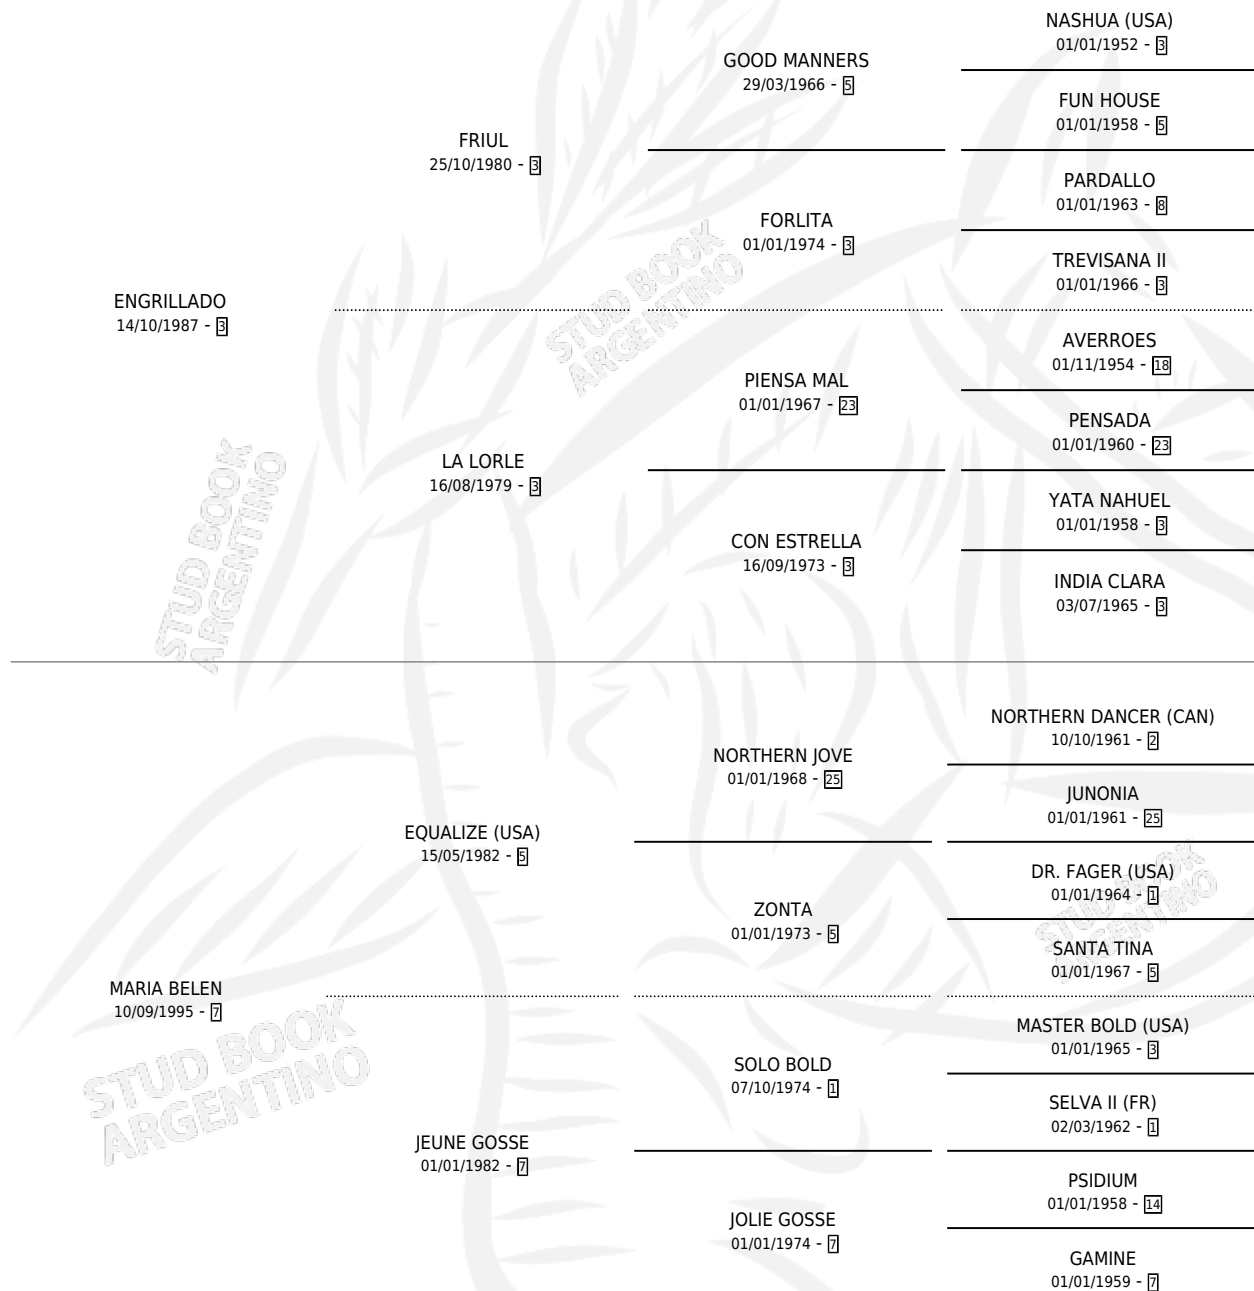 NASHUA (USA)
01/01/1952 - 3
GOOD MANNERS
29/03/1966 - 5
FUN HOUSE
01/01/1958 - 5
FRIUL
25/10/1980 - 3
PARDALLO
01/01/1963 - 8
FORLITA
01/01/1974 - 3
TREVISANA II
01/01/1966 - 3
ENGRILLADO
14/10/1987 - 3
STUD BOOK
ARGENTINO
AVERROES
01/11/1954 - 18
PIENSA MAL
01/01/1967 - 23
PENSADA
01/01/1960 - 23
LA LORLE
16/08/1979 - 3
YATA NAHUEL
01/01/1958 - 3
CON ESTRELLA
16/09/1973 - 3
INDIA CLARA
03/07/1965 - 3
STUD BOOK
ARGENTINO
NORTHERN DANCER (CAN)
10/10/1961 - 2
NORTHERN JOVE
01/01/1968 - 25
JUNONIA
01/01/1961 - 25
EQUALIZE (USA)
15/05/1982 - 5
DR. FAGER (USA)
01/01/1964 - 1
ZONTA
01/01/1973 - 5
SANTA TINA
01/01/1967 - 5
STUD BOOK
ARGENTINO
MARIA BELEN
10/09/1995 - 7
MASTER BOLD (USA)
01/01/1965 - 3
SOLO BOLD
07/10/1974 - 1
SELVA II (FR)
02/03/1962 - 1
STUD BOOK
ARGENTINO
JEUNE GOSSE
01/01/1982 - 7
PSIDIUM
01/01/1958 - 14
JOLIE GOSSE
01/01/1974 - 7
GAMINE
01/01/1959 - 7